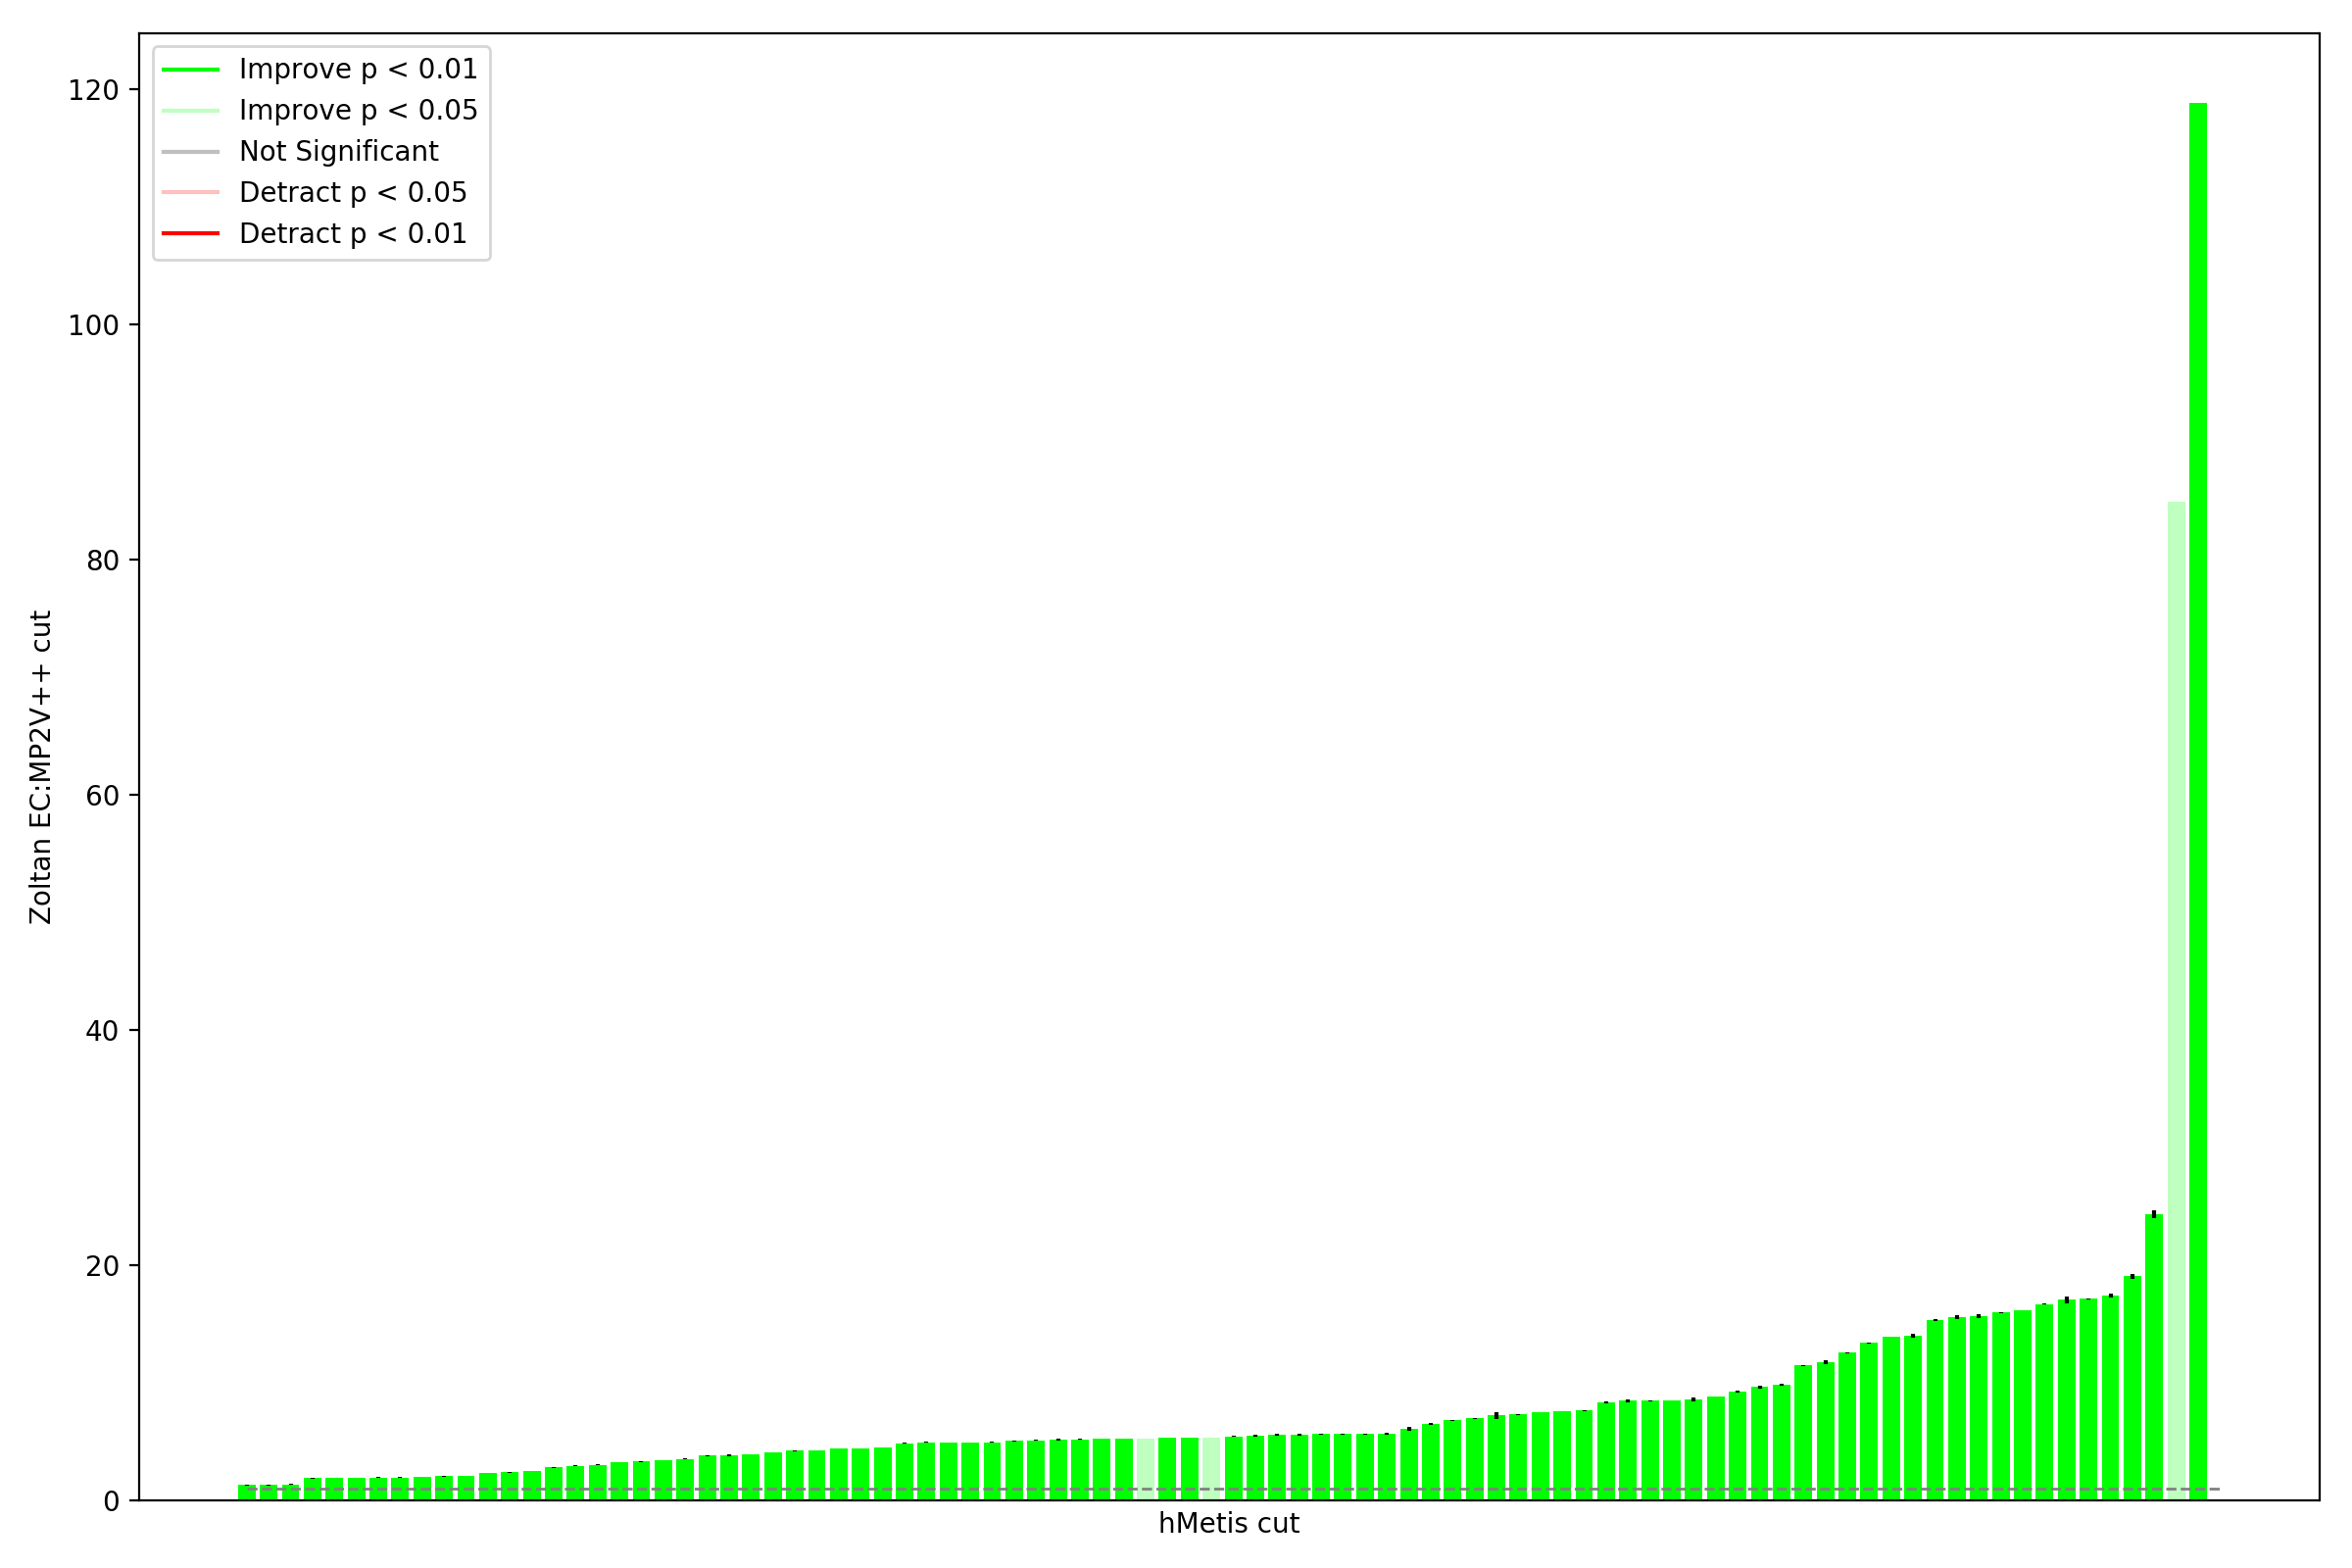 Improve p < 0.01
Improve p < 0.05
Not Significant
Detract p < 0.05
Detract p < 0.01
120
100
80
60
40
20
0
Zoltan EC:MP2V++ cut
hMetis cut